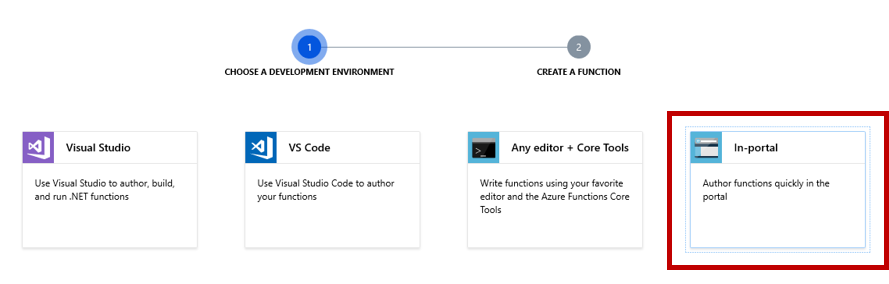 1
2
CHOOSE A DEVELOPMENT ENVIRONMENT
CREATE A FUNCTION
Visual Studio
Use Visual Studio to author, build,
and run .NET functions
VS Code
Use Visual Studio Code to author
your functions
Any editor + Core Tools
Write functions using your favorite
editor and the Azure Functions Core
Tools
In-portal
Author functions quickly in the
portal